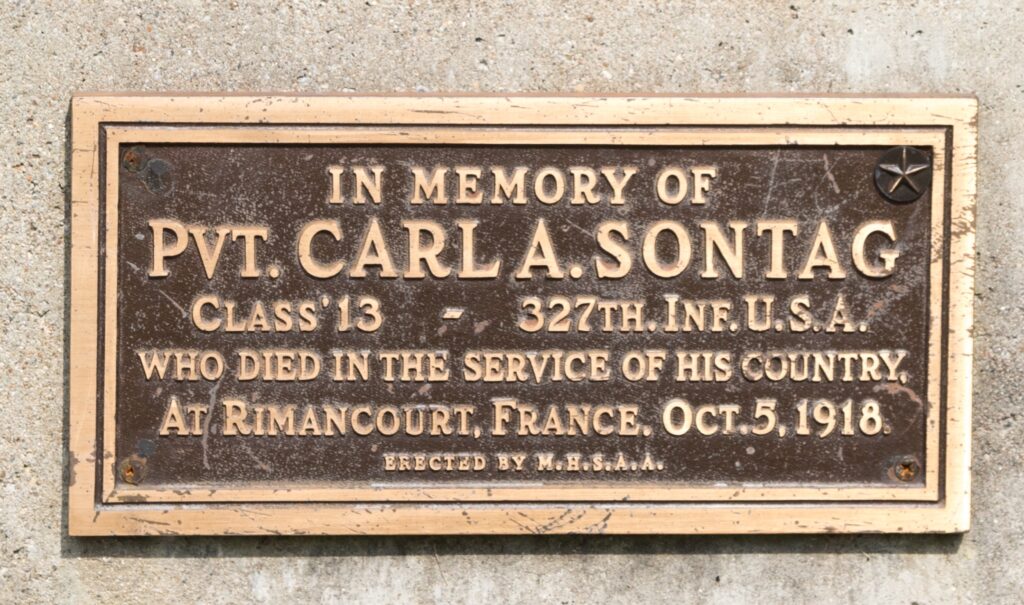 IN MEMORY OF
PVT. CARL A. SONTAG
CLASS '13 - 327TH. INF. U.S.A.
WHO DIED IN THE SERVICE OF HIS COUNTRY,
AT RIMANCOURT, FRANCE, OCT. 5, 1918.
ERECTED BY M.H.S.A.A.